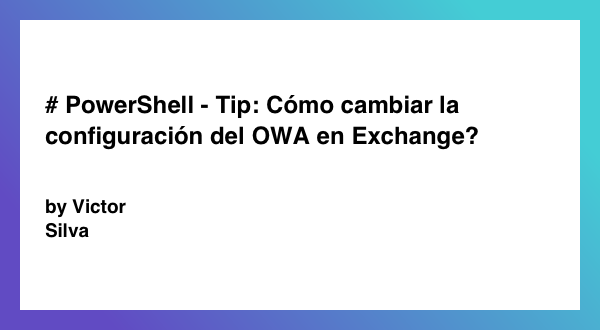 # PowerShell - Tip: Cómo cambiar la
configuración del OWA en Exchange?
by Victor
Silva